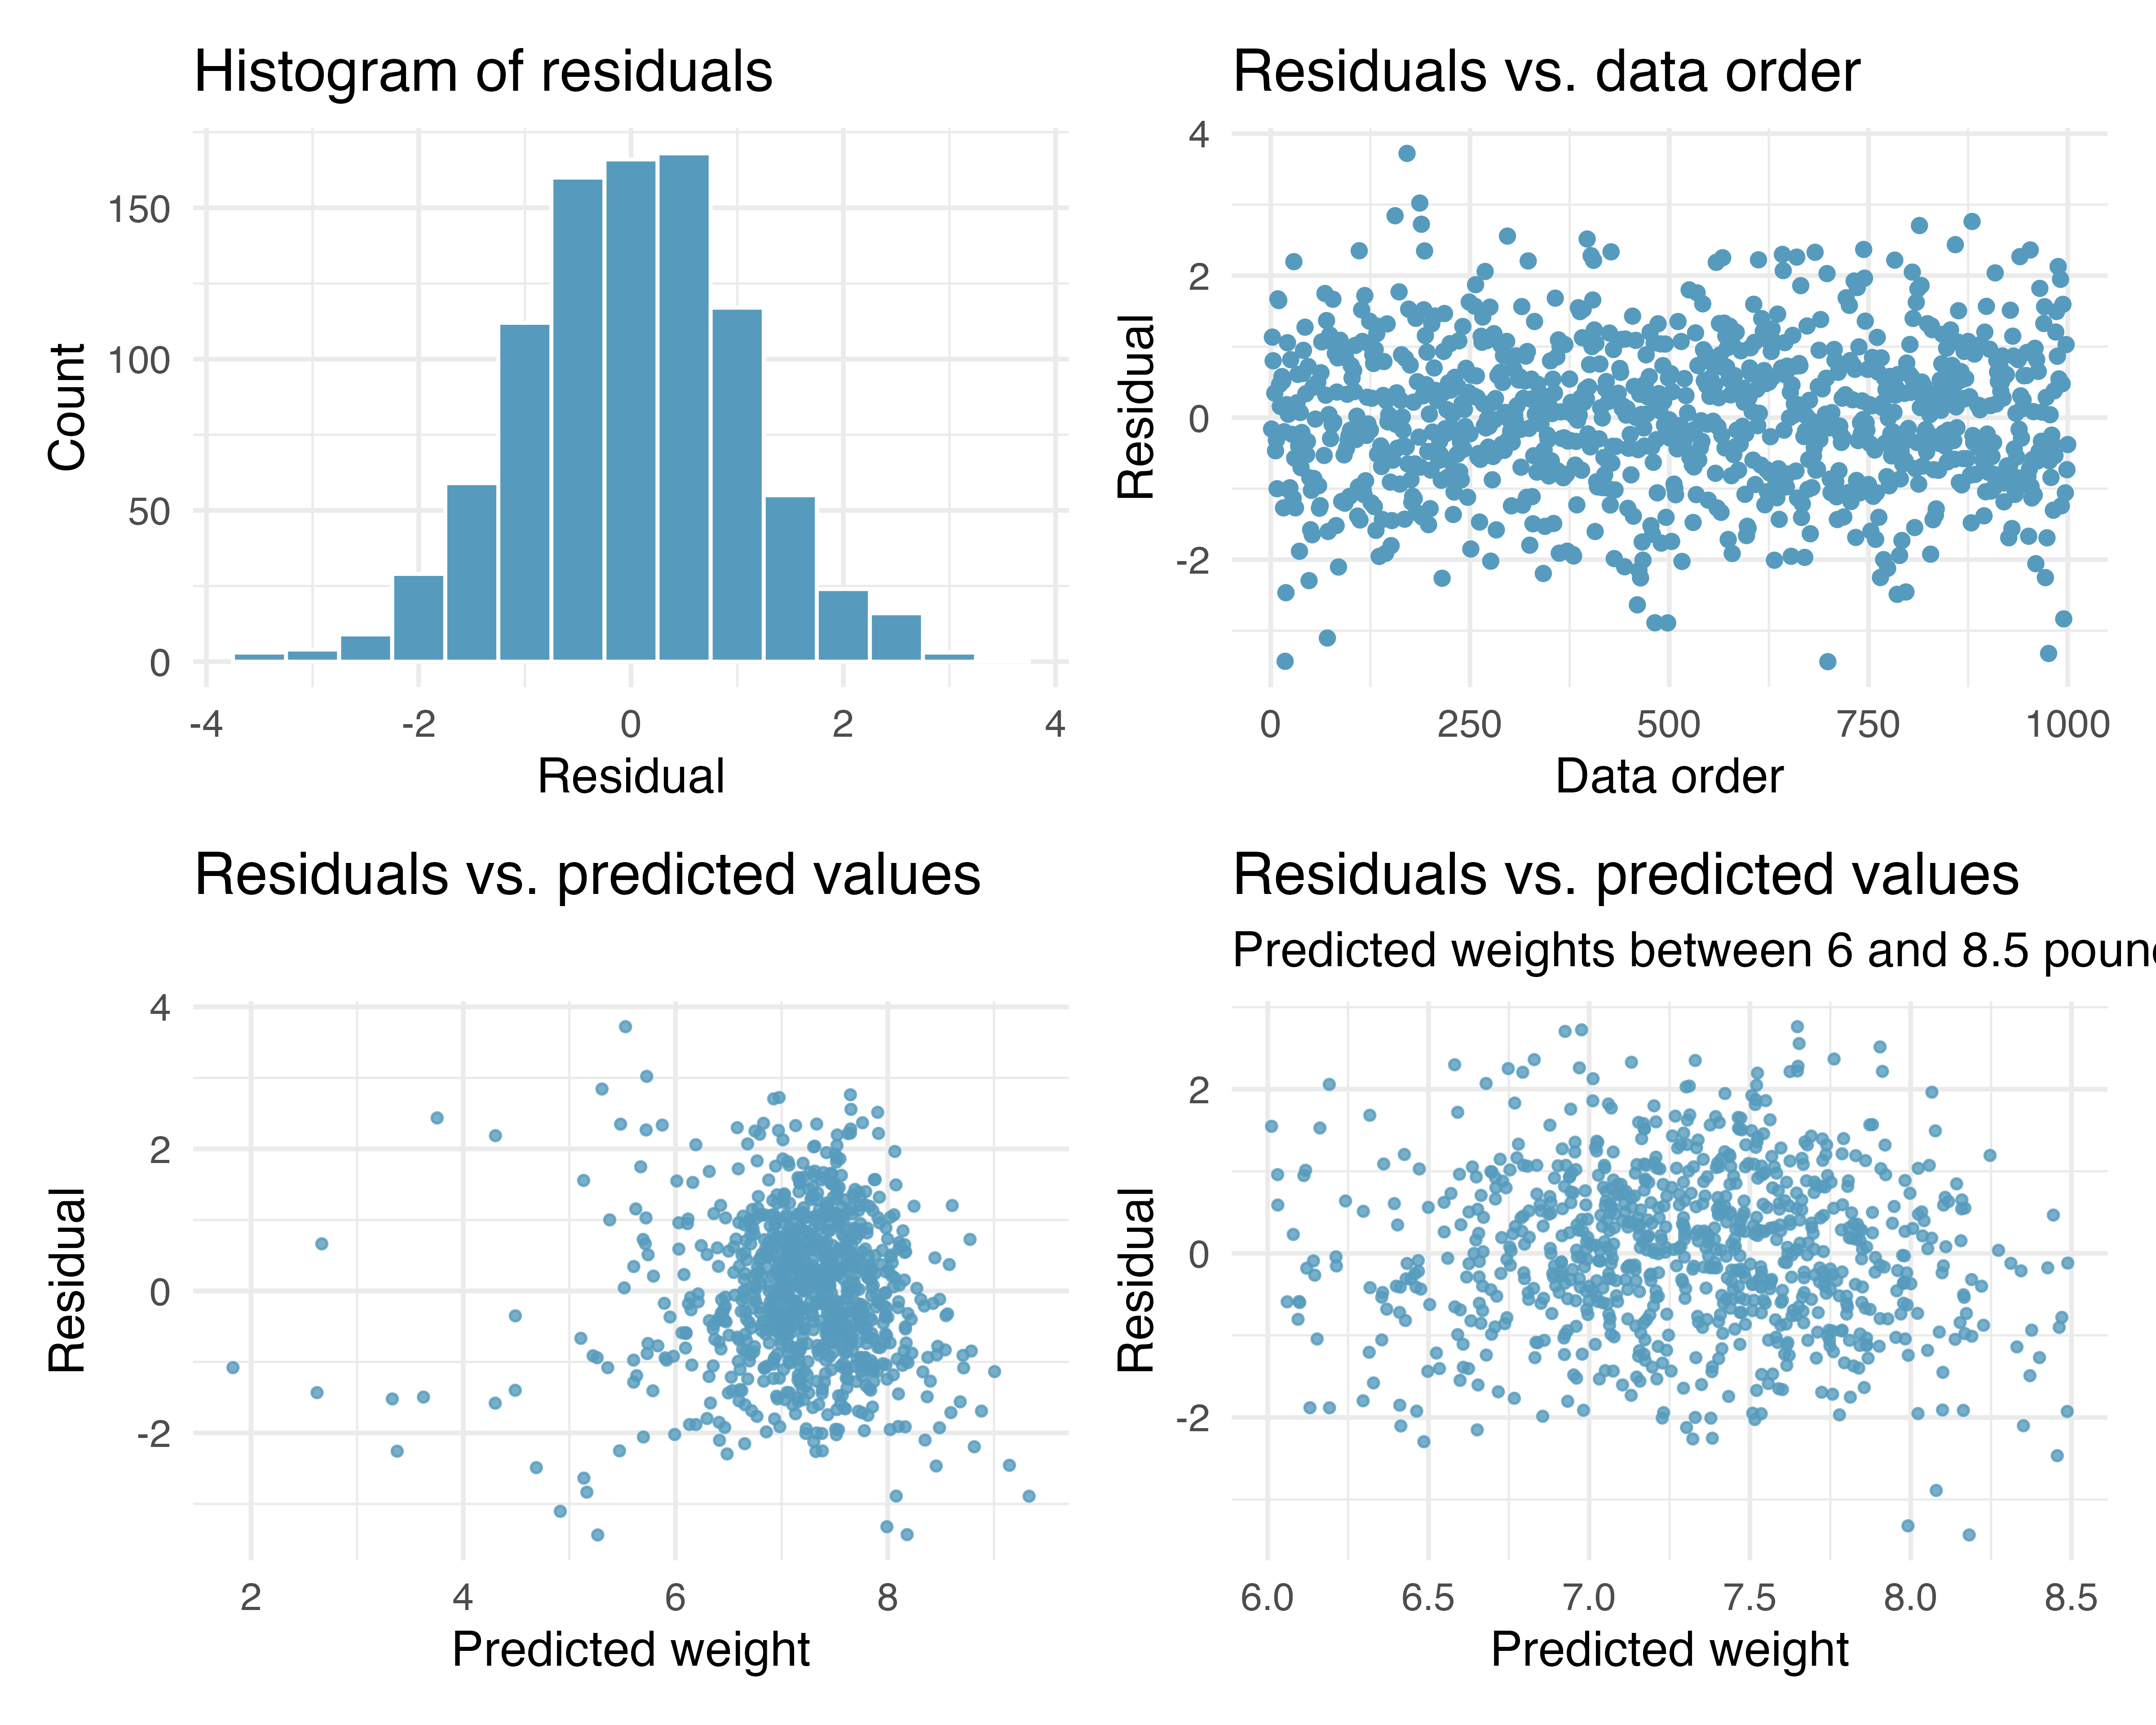 Histogram of residuals
150
100
50
0
Count
-4 -2 0 2 4
Residual
Residuals vs. data order
4
2
0
-2
Residual
0 250 500 750 1000
Data order
Residuals vs. predicted values
4
2
0
-2
Residual
2 4 6 8
Predicted weight
Residuals vs. predicted values
Predicted weights between 6 and 8.5
2
0
-2
Residual
6.0 6.5 7.0 7.5 8.0 8.5
Predicted weight